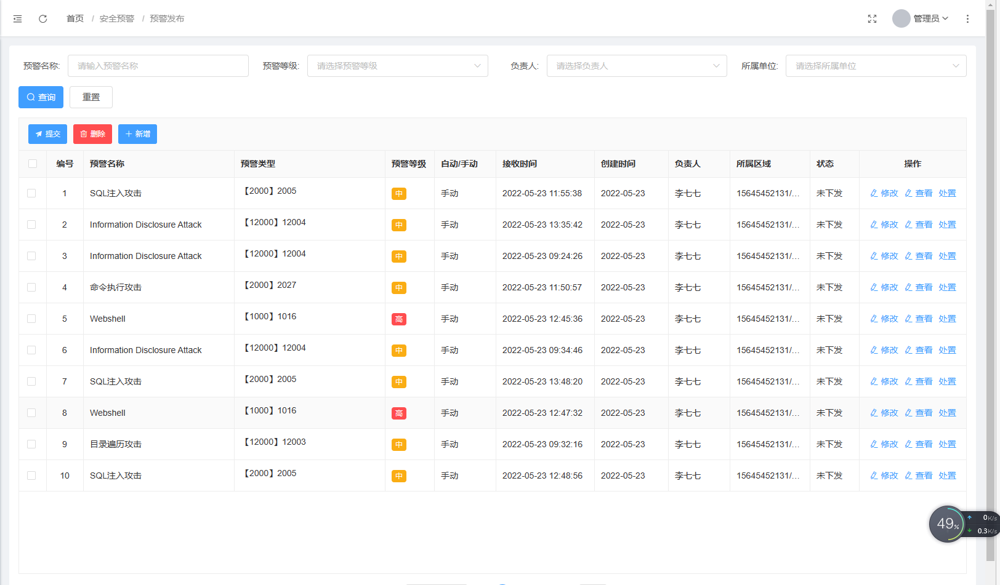 首页 / 安全预警 / 预警发布 管理员
预警名称: 请输入预警名称 预警等级: 请选择预警等级 负责人: 请选择负责人 所属单位: 请选择所属单位
查询 重置
提交 删除 新增
编号 预警名称 预警类型 预警等级 自动/手动 接收时间 创建时间 负责人 所属区域 状态 操作
1 SQL注入攻击 【2000】2005 中 手动 2022-05-23 11:55:38 2022-05-23 李七七 15645452131/... 未下发 修改 查看 处置
2 Information Disclosure Attack 【12000】12004 中 手动 2022-05-23 13:35:42 2022-05-23 李七七 15645452131/... 未下发 修改 查看 处置
3 Information Disclosure Attack 【12000】12004 中 手动 2022-05-23 09:24:26 2022-05-23 李七七 15645452131/... 未下发 修改 查看 处置
4 命令执行攻击 【2000】2027 中 手动 2022-05-23 11:50:57 2022-05-23 李七七 15645452131/... 未下发 修改 查看 处置
5 Webshell 【1000】1016 高 手动 2022-05-23 12:45:36 2022-05-23 李七七 15645452131/... 未下发 修改 查看 处置
6 Information Disclosure Attack 【12000】12004 中 手动 2022-05-23 09:34:46 2022-05-23 李七七 15645452131/... 未下发 修改 查看 处置
7 SQL注入攻击 【2000】2005 中 手动 2022-05-23 13:48:20 2022-05-23 李七七 15645452131/... 未下发 修改 查看 处置
8 Webshell 【1000】1016 高 手动 2022-05-23 12:47:32 2022-05-23 李七七 15645452131/... 未下发 修改 查看 处置
9 目录遍历攻击 【12000】12003 中 手动 2022-05-23 09:32:16 2022-05-23 李七七 15645452131/... 未下发 修改 查看 处置
10 SQL注入攻击 【2000】2005 中 手动 2022-05-23 12:48:56 2022-05-23 李七七 15645452131/... 未下发 修改 查看 处置
49% 0K/s
0.3K/s